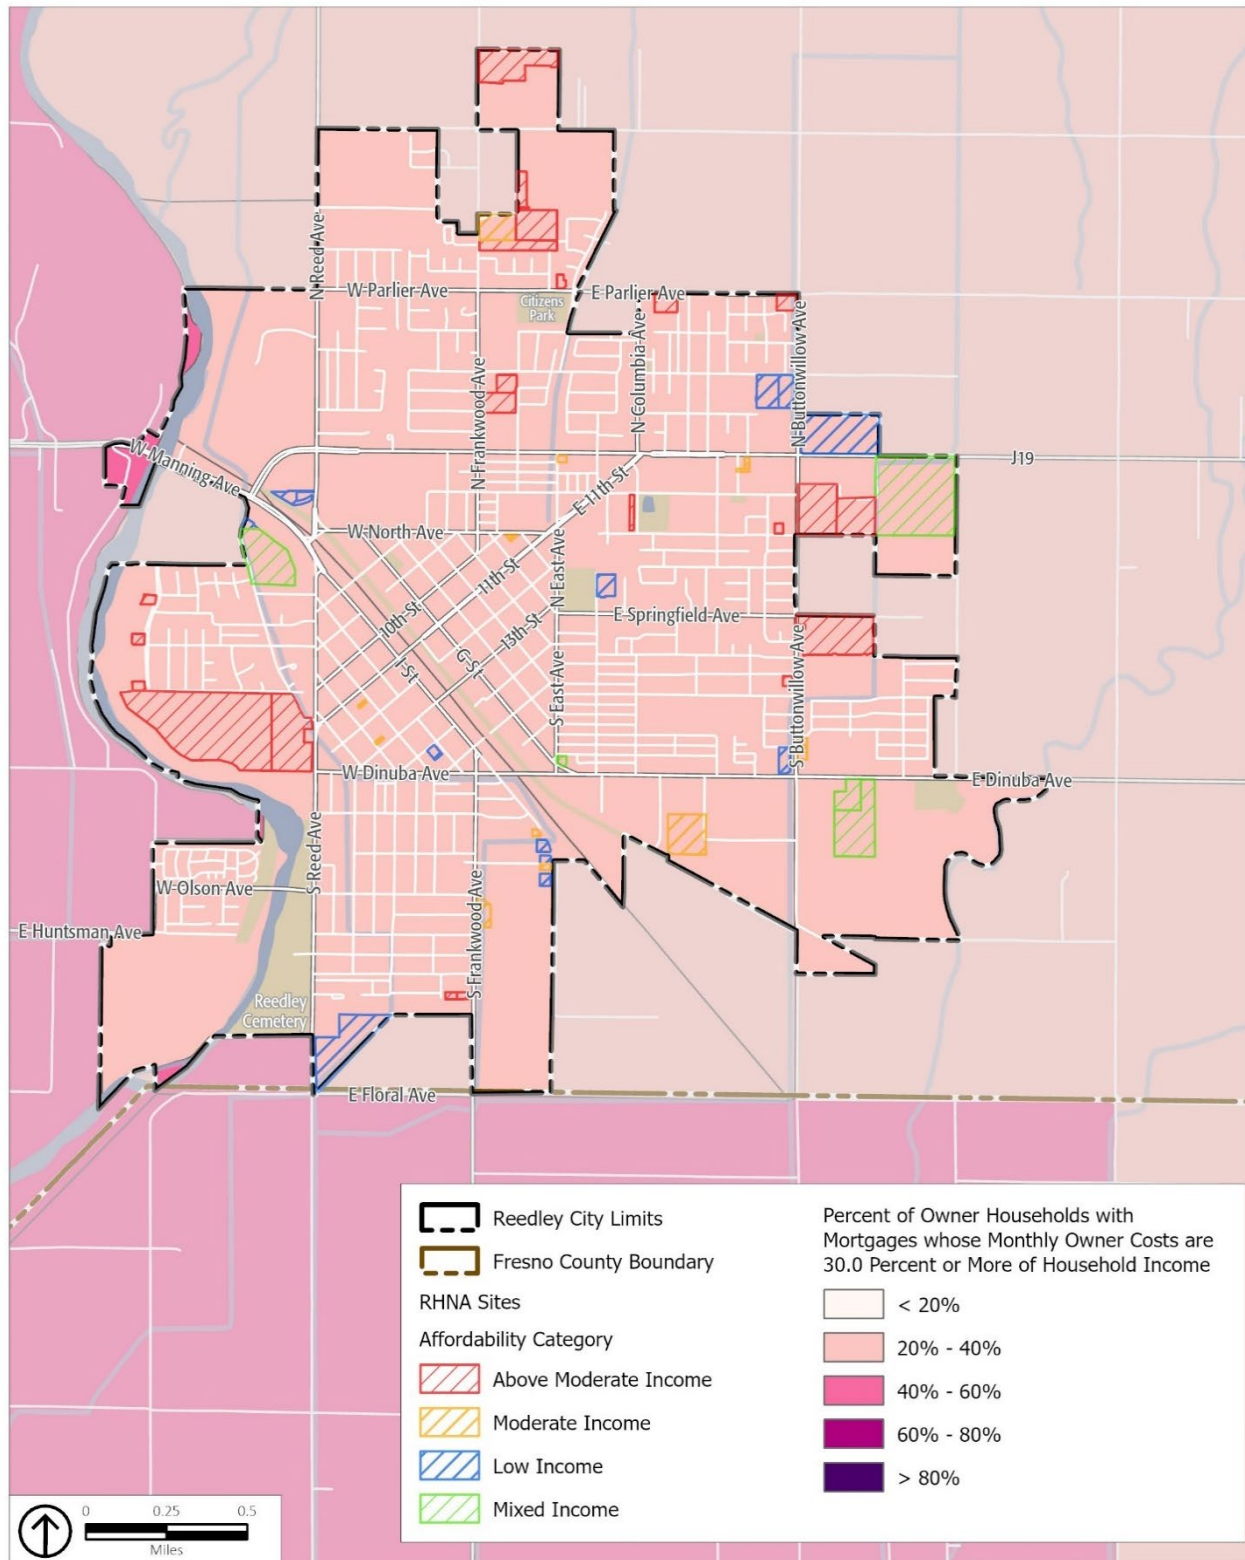 N Reed Ave
W Parlier Ave
E Parlier Ave
Citizens
Park
N Columbia Ave
N Buttonwillow Ave
N Frankwood Ave
W Manning Ave
J19
E 11th St
W North Ave
N East Ave
11th St
10th St
13th St
E Springfield Ave
G St
I St
S East Ave
S Buttonwillow Ave
W Dinuba Ave
E Dinuba Ave
S Reed Ave
W Olson Ave
S Frankwood Ave
E Huntsman Ave
Reedley
Cemetery
E Floral Ave
Reedley City Limits
Fresno County Boundary
RHNA Sites
Affordability Category
Above Moderate Income
Moderate Income
Low Income
Mixed Income
Percent of Owner Households with
Mortgages whose Monthly Owner Costs are
30.0 Percent or More of Household Income
< 20%
20% - 40%
40% - 60%
60% - 80%
> 80%
0 0.25 0.5
Miles